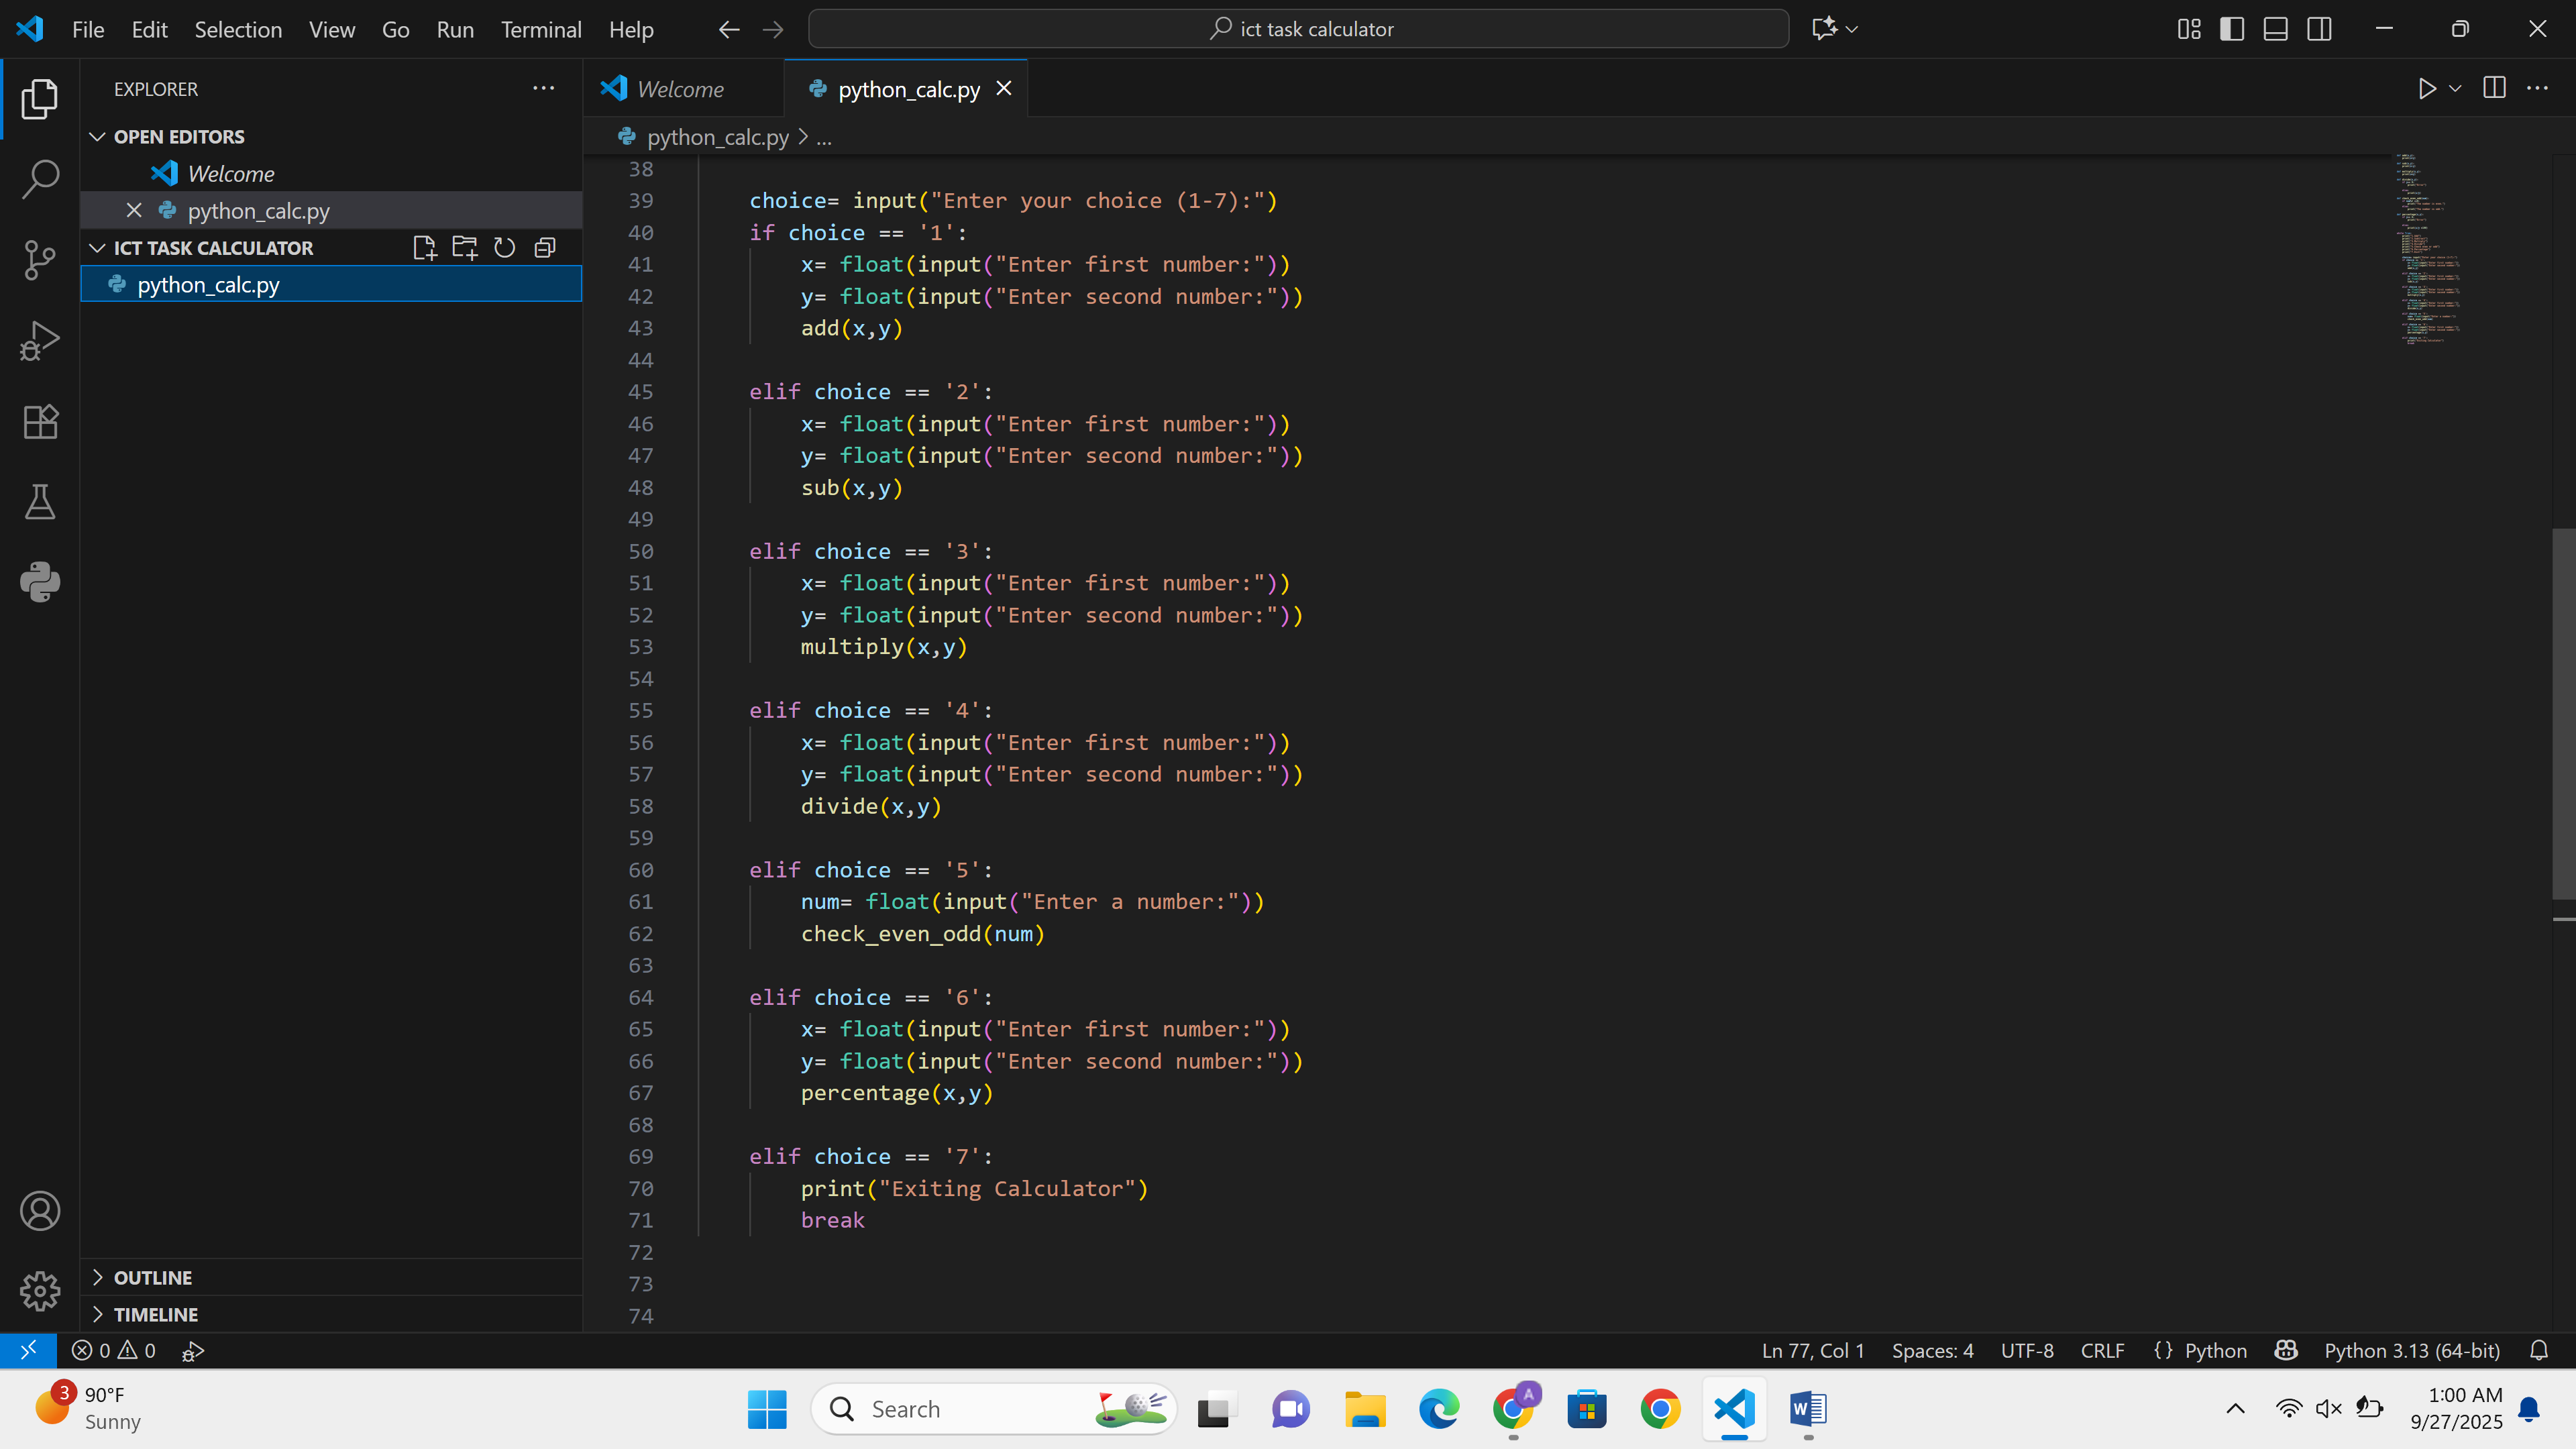 File Edit Selection View Go Run Terminal Help
ict task calculator
EXPLORER
OPEN EDITORS
Welcome
python_calc.py
ICT TASK CALCULATOR
python_calc.py
OUTLINE
TIMELINE
Welcome
python_calc.py
python_calc.py > ...
38
39 choice= input("Enter your choice (1-7):")
40 if choice == '1':
41 x= float(input("Enter first number:"))
42 y= float(input("Enter second number:"))
43 add(x,y)
44
45 elif choice == '2':
46 x= float(input("Enter first number:"))
47 y= float(input("Enter second number:"))
48 sub(x,y)
49
50 elif choice == '3':
51 x= float(input("Enter first number:"))
52 y= float(input("Enter second number:"))
53 multiply(x,y)
54
55 elif choice == '4':
56 x= float(input("Enter first number:"))
57 y= float(input("Enter second number:"))
58 divide(x,y)
59
60 elif choice == '5':
61 num= float(input("Enter a number:"))
62 check_even_odd(num)
63
64 elif choice == '6':
65 x= float(input("Enter first number:"))
66 y= float(input("Enter second number:"))
67 percentage(x,y)
68
69 elif choice == '7':
70 print("Exiting Calculator")
71 break
72
73
74
0 0
Ln 77, Col 1 Spaces: 4 UTF-8 CRLF {} Python Python 3.13 (64-bit)
3
90°F
Sunny
Search
A
W
1:00 AM
9/27/2025